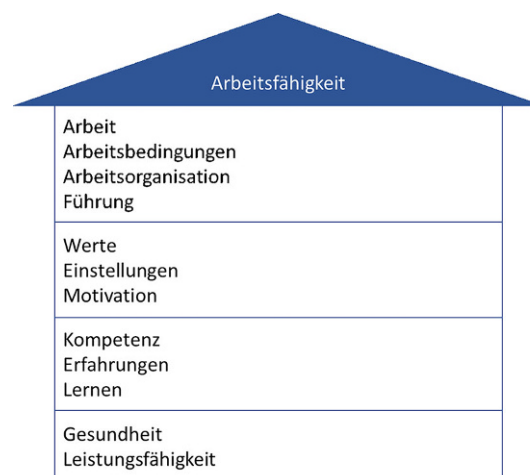 Arbeitsfähigkeit
Arbeit
Arbeitsbedingungen
Arbeitsorganisation
Führung
Werte
Einstellungen
Motivation
Kompetenz
Erfahrungen
Lernen
Gesundheit
Leistungsfähigkeit